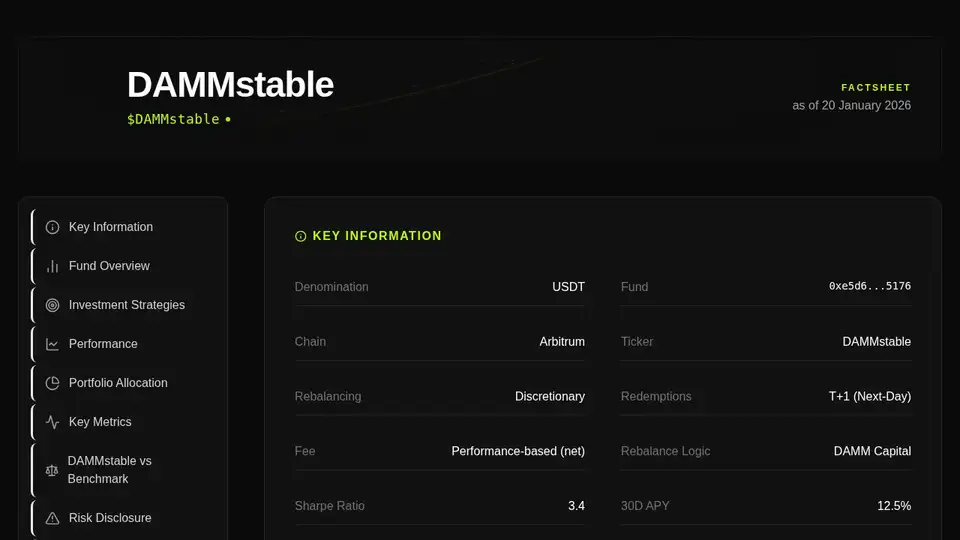 DAMMstable
$DAMMstable •
FACTSHEET
as of 20 January 2026
Key Information
Fund Overview
Investment Strategies
Performance
Portfolio Allocation
Key Metrics
DAMMstable vs
Benchmark
Risk Disclosure
KEY INFORMATION
Denomination USDT
Fund 0xe5d6...5176
Chain Arbitrum
Ticker DAMMstable
Rebalancing Discretionary
Redemptions T+1 (Next-Day)
Fee Performance-based (net)
Rebalance Logic DAMM Capital
Sharpe Ratio 3.4
30D APY 12.5%